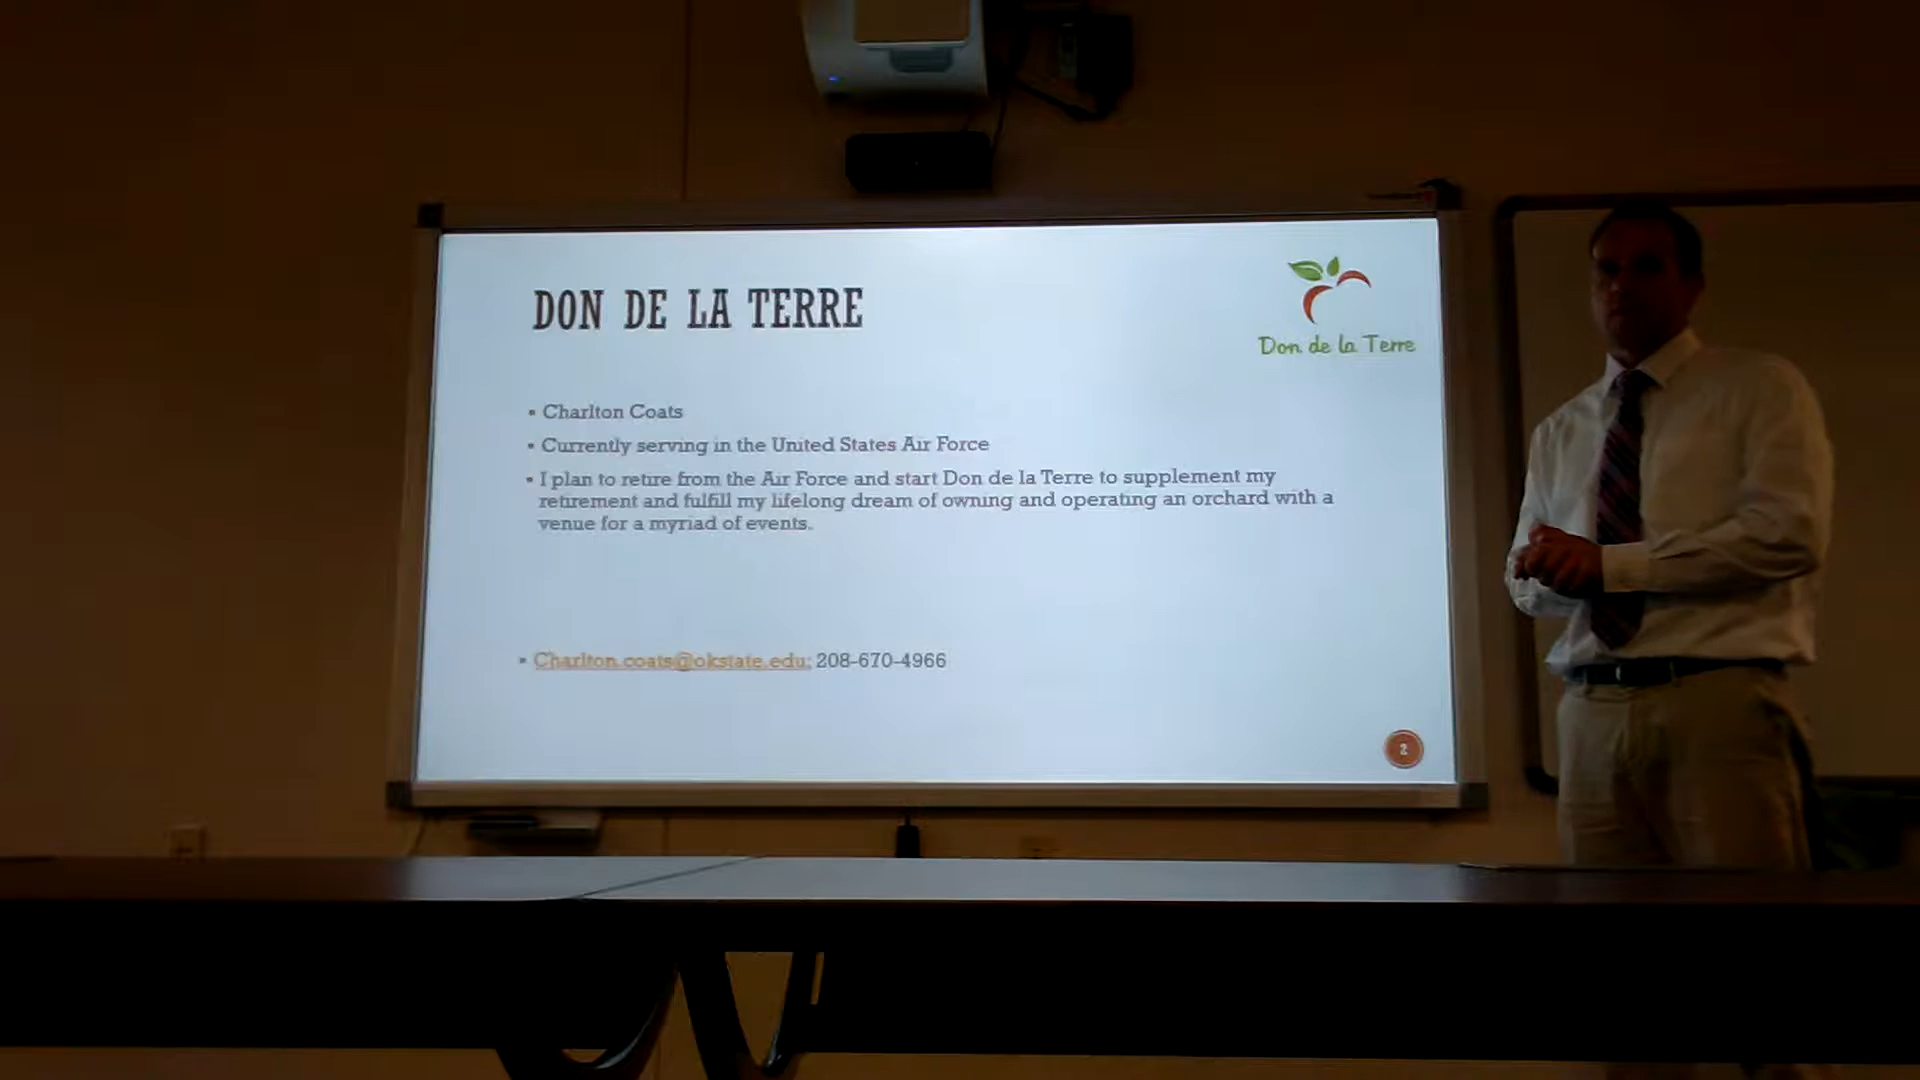 DON DE LA TERRE
Don de la Terre
▪ Charlton Coats
▪ Currently serving in the United States Air Force
▪ I plan to retire from the Air Force and start Don de la Terre to supplement my
retirement and fulfill my lifelong dream of owning and operating an orchard with a
venue for a myriad of events.
▪ Charlton.coats@okstate.edu; 208-670-4966
2